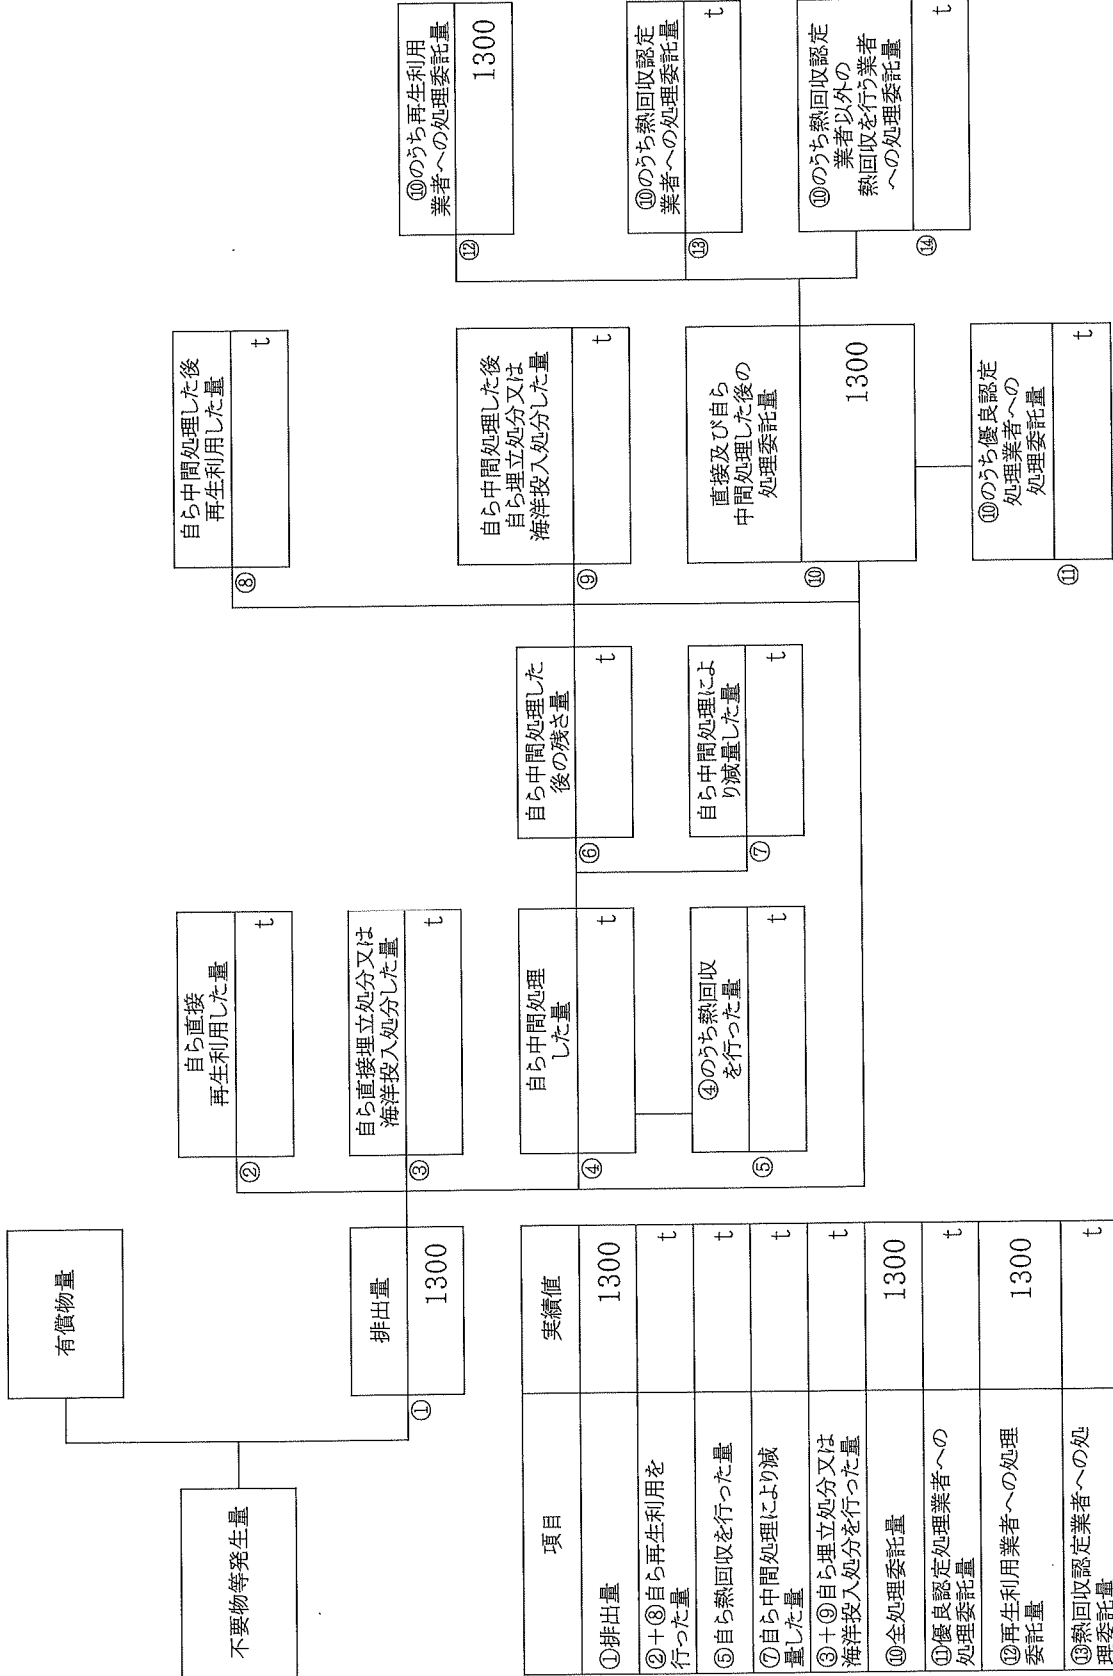 不要物等発生量
有償物量
①
排出量
1300
②
自ら直接
再生利用した量
t
③
自ら直接埋立処分又は
海洋投入処分した量
t
④
自ら中間処理
した量
t
⑤
④のうち熱回収
を行った量
t
⑥
自ら中間処理した
後の残さ量
t
⑦
自ら中間処理によ
り減量した量
t
⑧
自ら中間処理した後
再生利用した量
t
⑨
自ら中間処理した後
自ら埋立処分又は
海洋投入処分した量
t
⑩
直接及び自ら
中間処理した後の
処理委託量
1300
⑪
⑩のうち優良認定
処理業者への
処理委託量
t
⑫
⑩のうち再生利用
業者への処理委託量
1300
⑬
⑩のうち熱回収認定
業者への処理委託量
t
⑭
⑩のうち熱回収認定
業者以外の
熱回収を行う業者
への処理委託量
t
項目 実績値
①排出量 1300
②+⑧自ら再生利用を
行った量 t
⑤自ら熱回収を行った量 t
⑦自ら中間処理により減
量した量 t
③+⑨自ら埋立処分又は
海洋投入処分を行った量 t
⑩全処理委託量 1300
⑪優良認定処理業者への
処理委託量 t
⑫再生利用業者への処理
委託量 1300
⑬熱回収認定業者への処
理委託量 t